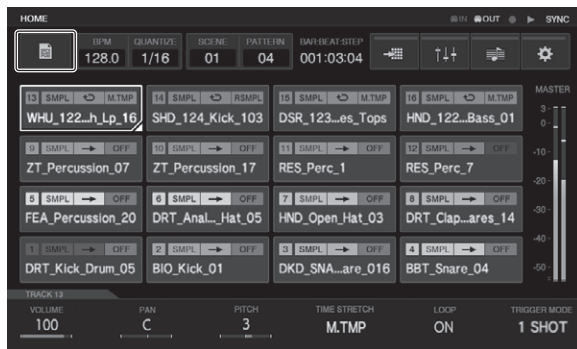 HOME IN OUT SYNC
BPM QUANTIZE SCENE PATTERN BAR:BEAT:STEP
128.0 1/16 01 04 001:03:04
13 SMPL M.TMP 14 SMPL RSMPL 15 SMPL M.TMP 16 SMPL M.TMP MASTER
WHU_122...h_Lp_16 SHD_124_Kick_103 DSR_123...es_Tops HND_122...Bass_01
3-
0-
9 SMPL OFF 10 SMPL OFF 11 SMPL OFF 12 SMPL OFF -10-
ZT_Percussion_07 ZT_Percussion_17 RES_Perc_1 RES_Perc_7
-20-
5 SMPL OFF 6 SMPL OFF 7 SMPL OFF 8 SMPL OFF
FEA_Percussion_20 DRT_Anal..._Hat_05 HND_Open_Hat_03 DRT_Clap...ares_14 -30-
-40-
1 SMPL OFF 2 SMPL OFF 3 SMPL OFF 4 SMPL OFF
DRT_Kick_Drum_05 BIO_Kick_01 DKD_SNA...are_016 BBT_Snare_04 -50-
TRACK 13
VOLUME PAN PITCH TIME STRETCH LOOP TRIGGER MODE
100 C 3 M.TMP ON 1 SHOT